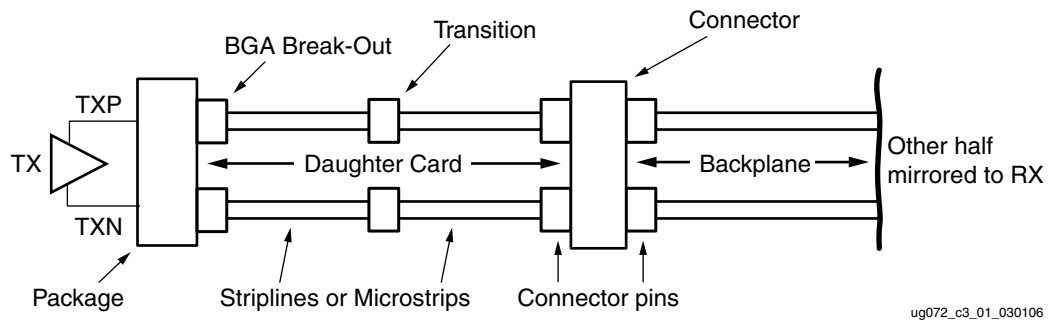 Connector
Transition
BGA Break-Out
TXP
TX
Daughter Card
Backplane
Other half
mirrored to RX
TXN
Package
Striplines or Microstrips
Connector pins
ug072_c3_01_030106